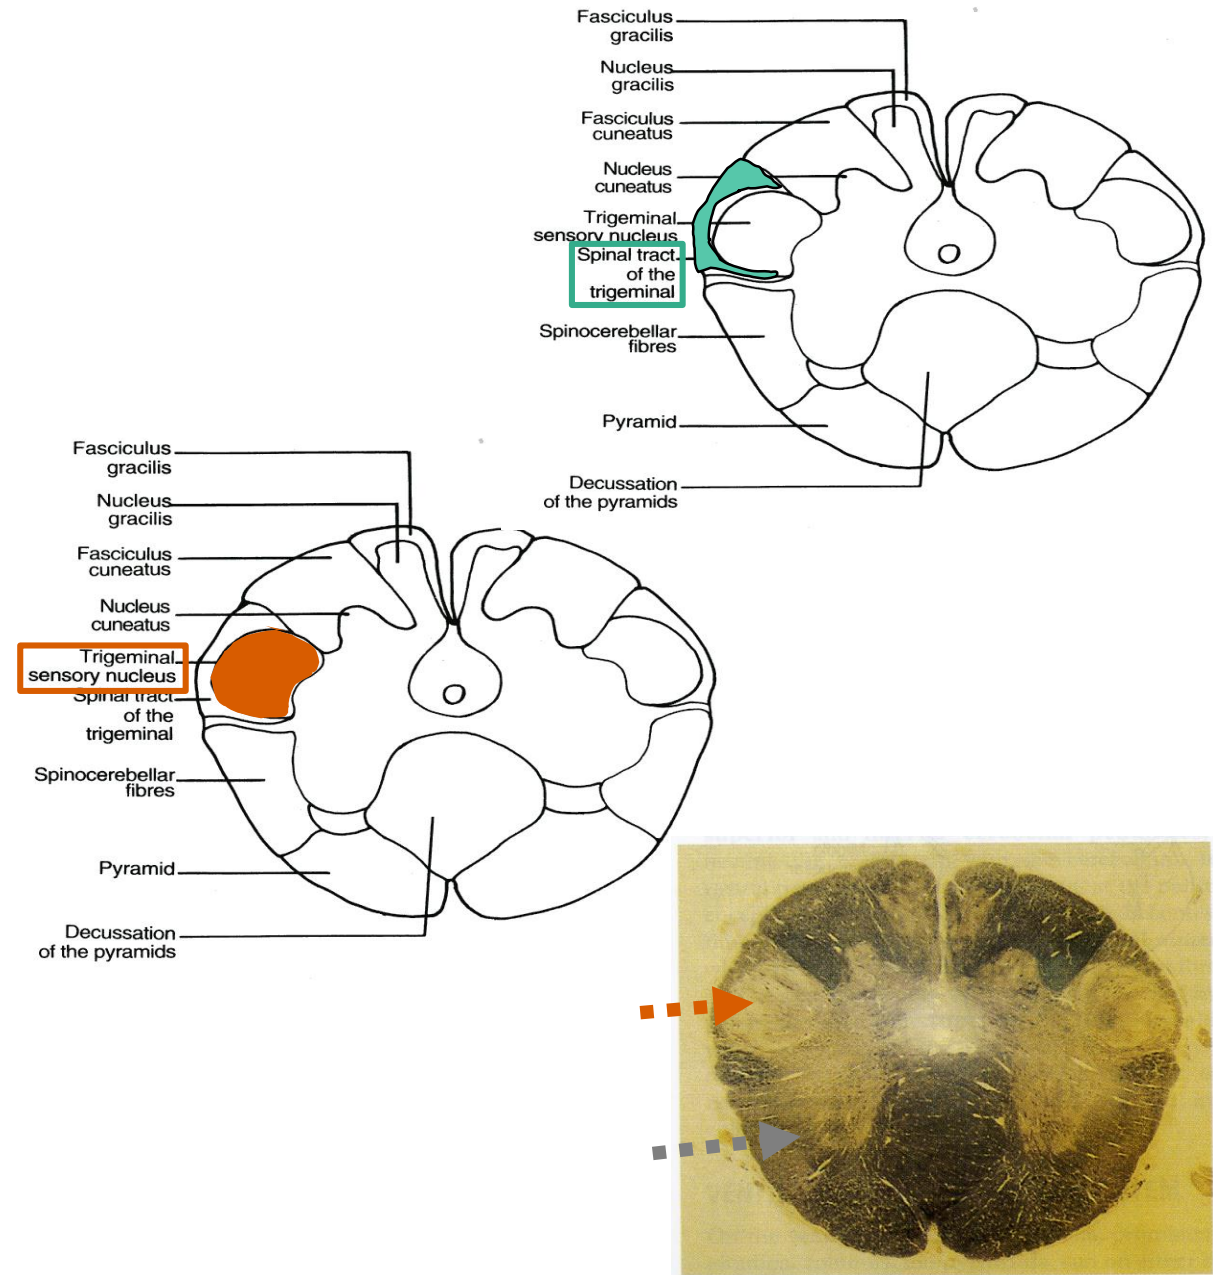 Fasciculus
gracilis
Nucleus
gracilis
Fasciculus
cuneatus
Nucleus
cuneatus
Trigeminal
sensory nucleus
Spinal tract
of the
trigeminal
Spinocerebellar
fibres
Pyramid
Decussation
of the pyramids
Fasciculus
gracilis
Nucleus
gracilis
Fasciculus
cuneatus
Nucleus
cuneatus
Trigeminal
sensory nucleus
Spinal tract
of the
trigeminal
Spinocerebellar
fibres
Pyramid
Decussation
of the pyramids